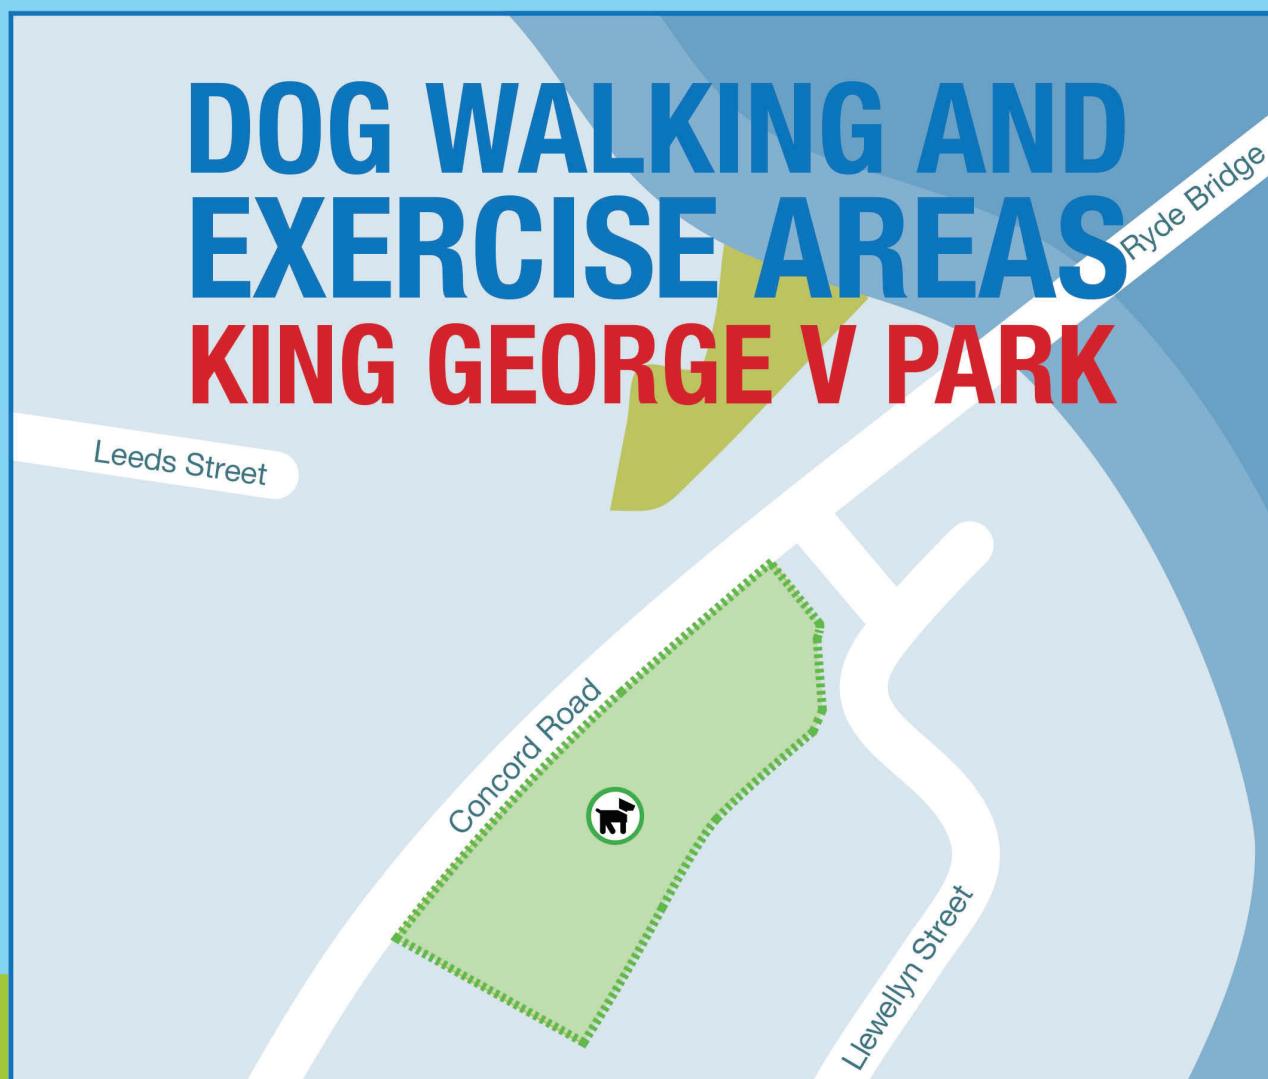 DOG WALKING AND
EXERCISE AREAS
KING GEORGE V PARK
Ryde Bridge
Leeds Street
Concord Road
Llewellyn Street